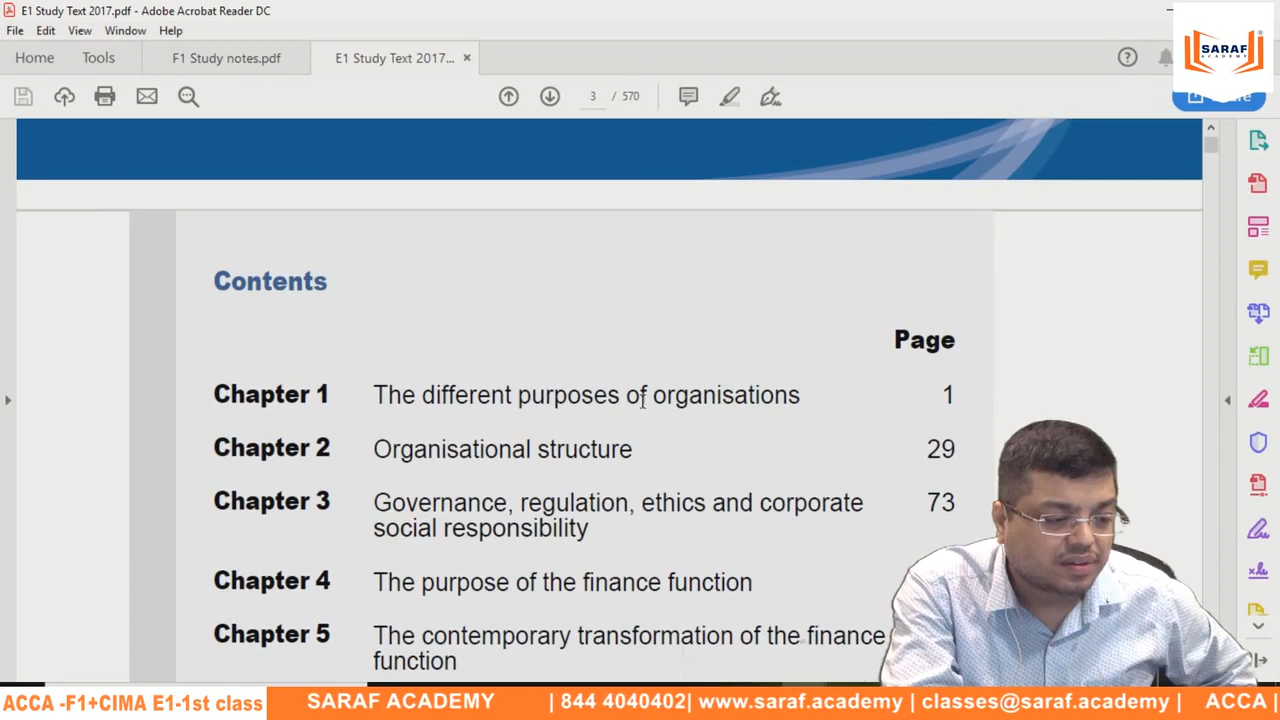 E1 Study Text 2017.pdf - Adobe Acrobat Reader DC
File Edit View Window Help
Home Tools F1 Study notes.pdf E1 Study Text 2017... ×
SARAF
ACADEMY
3 / 570
Contents
Page
Chapter 1 The different purposes of organisations 1
Chapter 2 Organisational structure 29
Chapter 3 Governance, regulation, ethics and corporate 73
social responsibility
Chapter 4 The purpose of the finance function
Chapter 5 The contemporary transformation of the finance
function
ACCA -F1+CIMA E1-1st class SARAF ACADEMY | 844 4040402| www.saraf.academy | classes@saraf.academy | ACCA |